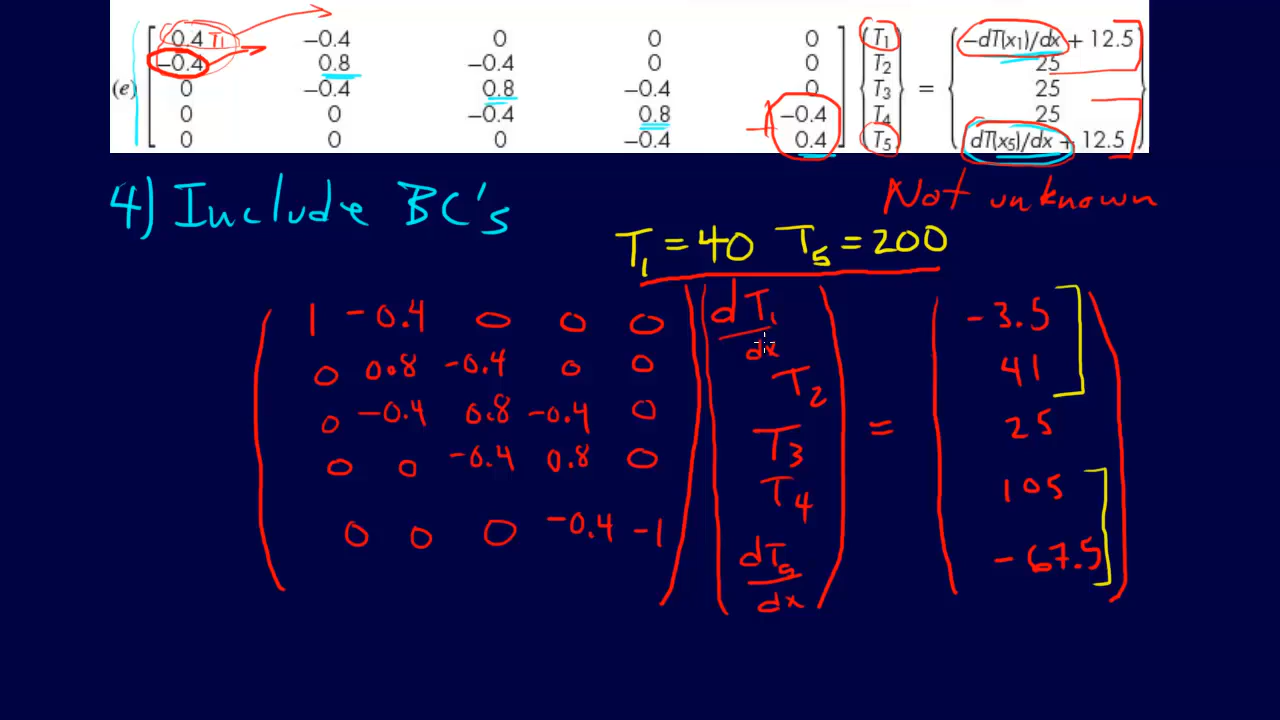 0.4 T1 −0.4 0 0 0 T1 −dT(x1)/dx + 12.5
−0.4 0.8 −0.4 0 0 T2 25
(e) 0 −0.4 0.8 −0.4 0 T3 = 25
0 0 −0.4 0.8 −0.4 T4 25
0 0 0 −0.4 0.4 T5 dT(x5)/dx + 12.5
4) Include BC's
Not unknown
T1 = 40 T5 = 200
1 -0.4 0 0 0 dT1/dx -3.5
0 0.8 -0.4 0 0 T2 41
0 -0.4 0.8 -0.4 0 T3 = 25
0 0 -0.4 0.8 0 T4 105
0 0 0 -0.4 -1 dT5/dx -67.5